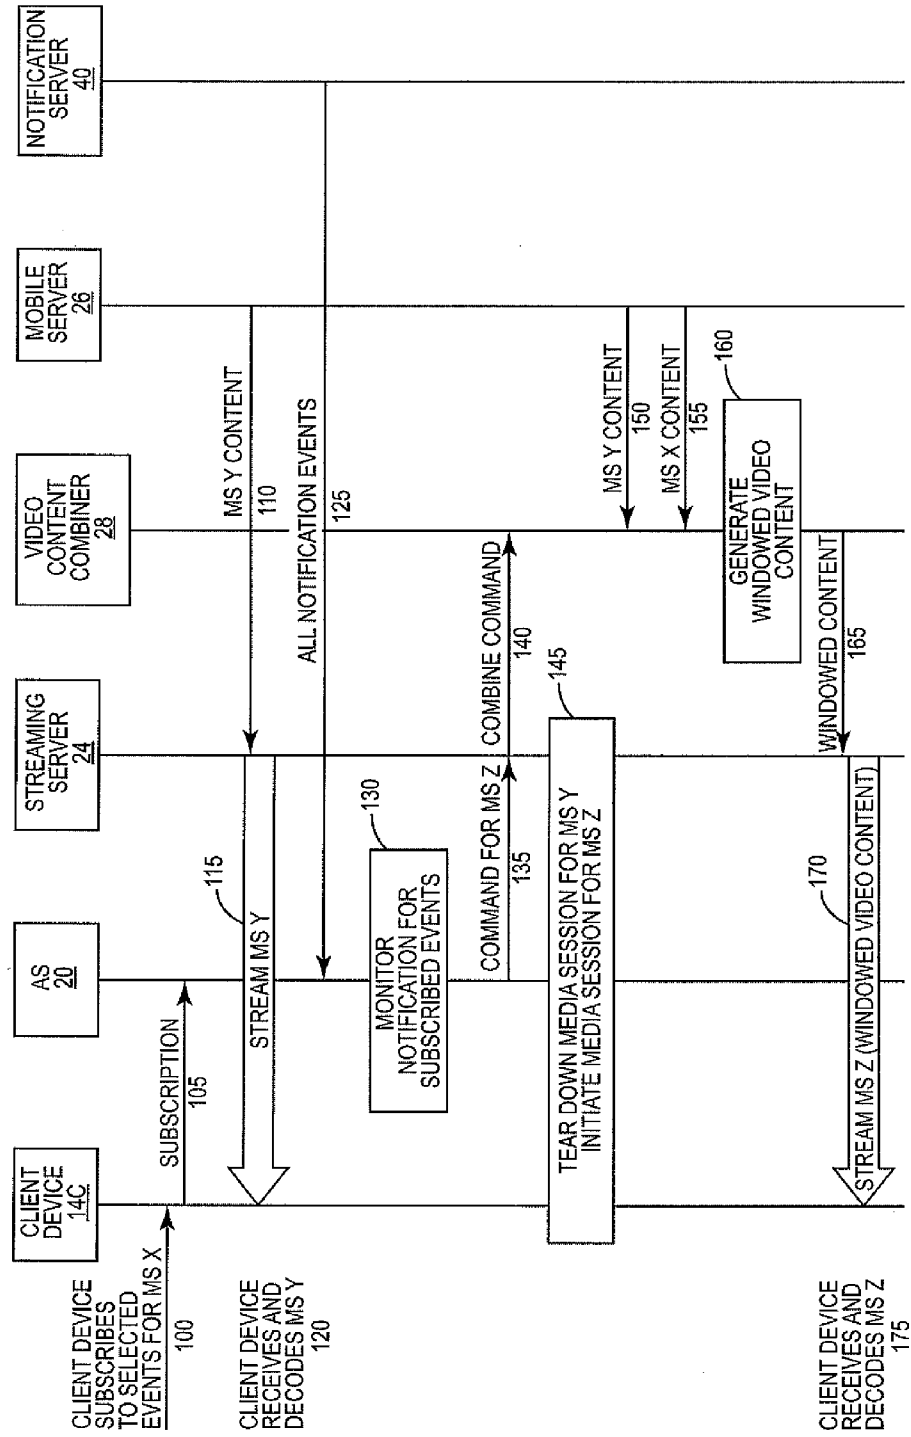 CLIENT
DEVICE
14C
AS
20
STREAMING
SERVER
24
VIDEO
CONTENT
COMBINER
28
MOBILE
SERVER
26
NOTIFICATION
SERVER
40
CLIENT DEVICE
SUBSCRIBES
TO SELECTED
EVENTS FOR MS X
100
SUBSCRIPTION
105
MS Y CONTENT
110
115
STREAM MS Y
CLIENT DEVICE
RECEIVES AND
DECODES MS Y
120
ALL NOTIFICATION EVENTS
125
130
MONITOR
NOTIFICATION FOR
SUBSCRIBED EVENTS
COMMAND FOR MS Z
135
COMBINE COMMAND
140
145
TEAR DOWN MEDIA SESSION FOR MS Y
INITIATE MEDIA SESSION FOR MS Z
MS Y CONTENT
150
MS X CONTENT
155
160
GENERATE
WINDOWED VIDEO
CONTENT
WINDOWED CONTENT
165
170
STREAM MS Z (WINDOWED VIDEO CONTENT)
CLIENT DEVICE
RECEIVES AND
DECODES MS Z
175